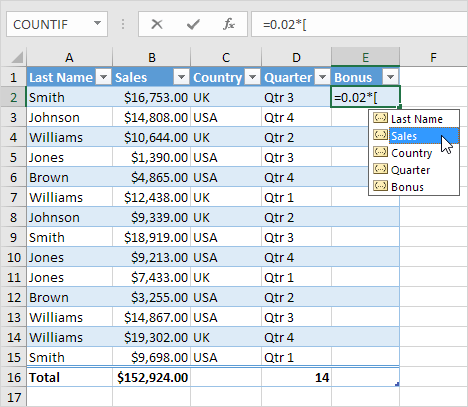 COUNTIF fx =0.02*[
A B C D E F
1 Last Name Sales Country Quarter Bonus
2 Smith $16,753.00 UK Qtr 3 =0.02*[
3 Johnson $14,808.00 USA Qtr 4 Last Name
4 Williams $10,644.00 UK Qtr 2 Sales
5 Jones $1,390.00 USA Qtr 3 Country
6 Brown $4,865.00 USA Qtr 4 Quarter
7 Williams $12,438.00 UK Qtr 1 Bonus
8 Johnson $9,339.00 UK Qtr 2
9 Smith $18,919.00 USA Qtr 3
10 Jones $9,213.00 USA Qtr 4
11 Jones $7,433.00 UK Qtr 1
12 Brown $3,255.00 USA Qtr 2
13 Williams $14,867.00 USA Qtr 3
14 Williams $19,302.00 UK Qtr 4
15 Smith $9,698.00 USA Qtr 1
16 Total $152,924.00 14
17